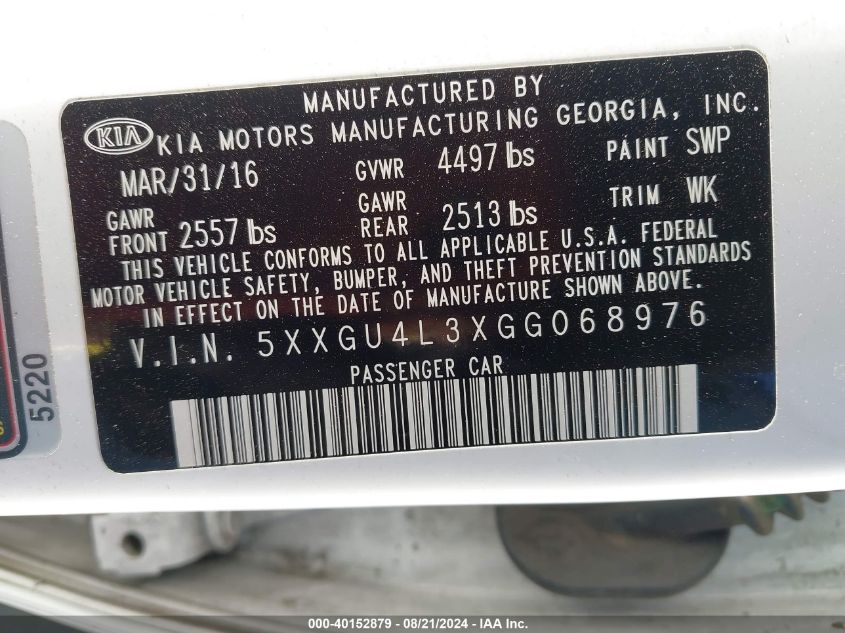 MANUFACTURED BY
KIA KIA MOTORS MANUFACTURING GEORGIA, INC.
MAR/31/16 GVWR 4497 lbs PAINT SWP
GAWR FRONT 2557 lbs GAWR REAR 2513 lbs TRIM WK
THIS VEHICLE CONFORMS TO ALL APPLICABLE U.S.A. FEDERAL
MOTOR VEHICLE SAFETY, BUMPER, AND THEFT PREVENTION STANDARDS
IN EFFECT ON THE DATE OF MANUFACTURE SHOWN ABOVE.
V.I.N. 5XXGU4L3XGG068976
PASSENGER CAR
5220
000-40152879 - 08/21/2024 - IAA Inc.